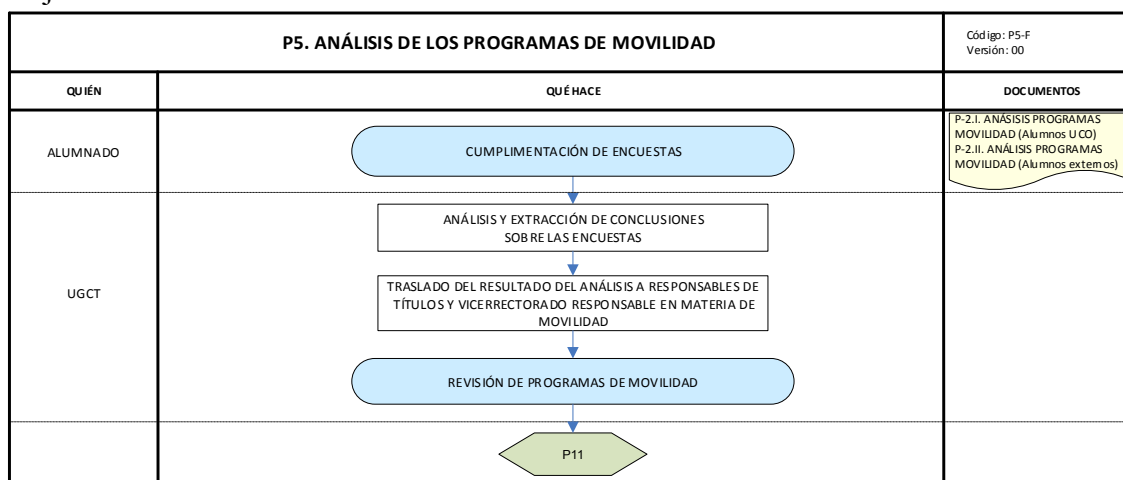 P5. ANÁLISIS DE LOS PROGRAMAS DE MOVILIDAD
Código: P5-F
Versión: 00
QUIÉN
QUÉ HACE
DOCUMENTOS
ALUMNADO
CUMPLIMENTACIÓN DE ENCUESTAS
P-2.I. ANÁSISIS PROGRAMAS
MOVILIDAD (Alumnos UCO)
P-2.II. ANÁLISIS PROGRAMAS
MOVILIDAD (Alumnos externos)
UGCT
ANÁLISIS Y EXTRACCIÓN DE CONCLUSIONES
SOBRE LAS ENCUESTAS
TRASLADO DEL RESULTADO DEL ANÁLISIS A RESPONSABLES DE
TÍTULOS Y VICERRECTORADO RESPONSABLE EN MATERIA DE
MOVILIDAD
REVISIÓN DE PROGRAMAS DE MOVILIDAD
P11